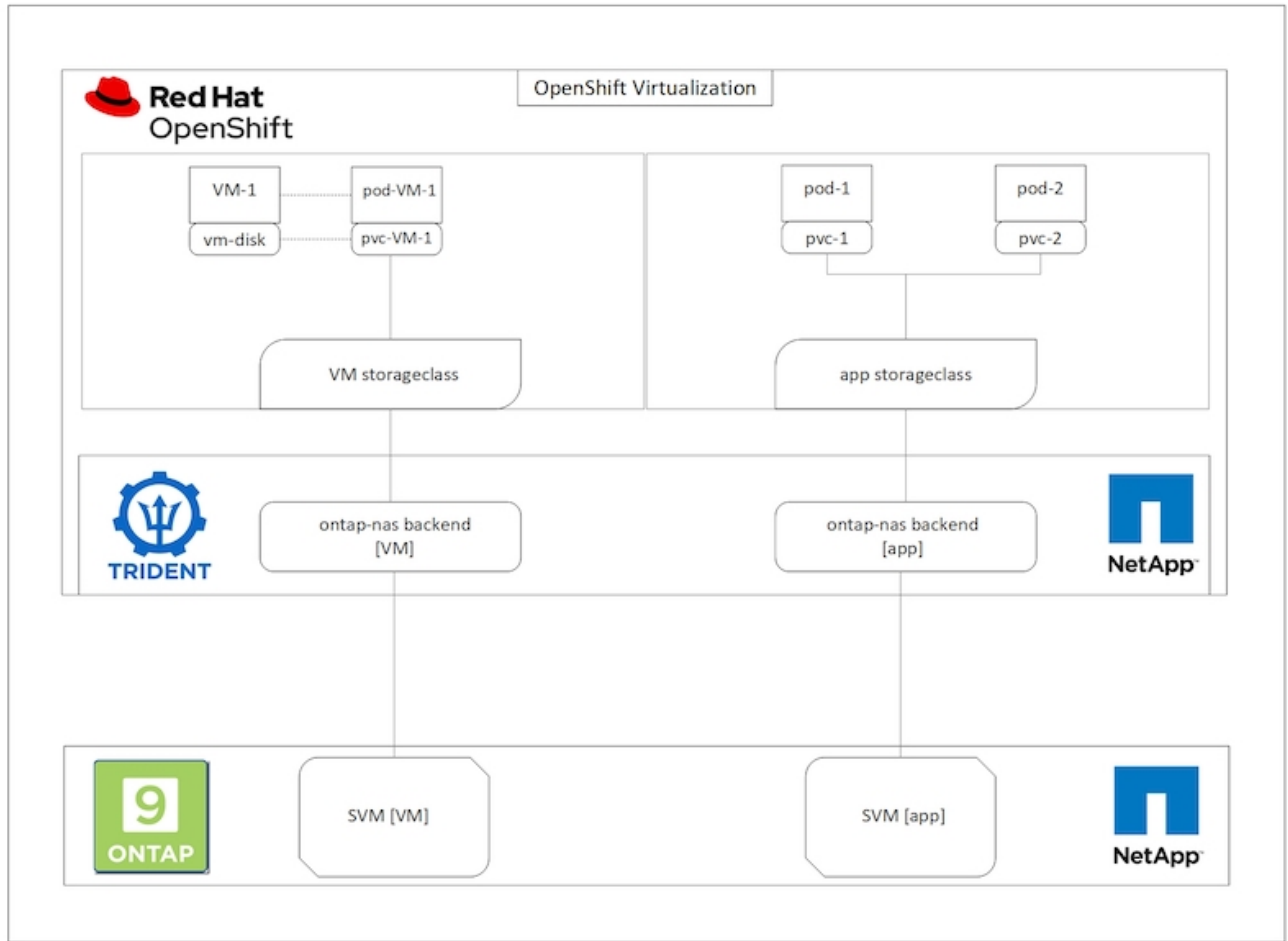 OpenShift Virtualization
Red Hat
OpenShift
VM-1
pod-VM-1
vm-disk
pvc-VM-1
pod-1
pod-2
pvc-1
pvc-2
VM storageclass
app storageclass
TRIDENT
ontap-nas backend
[VM]
ontap-nas backend
[app]
NetApp™
9
ONTAP
SVM [VM]
SVM [app]
NetApp™